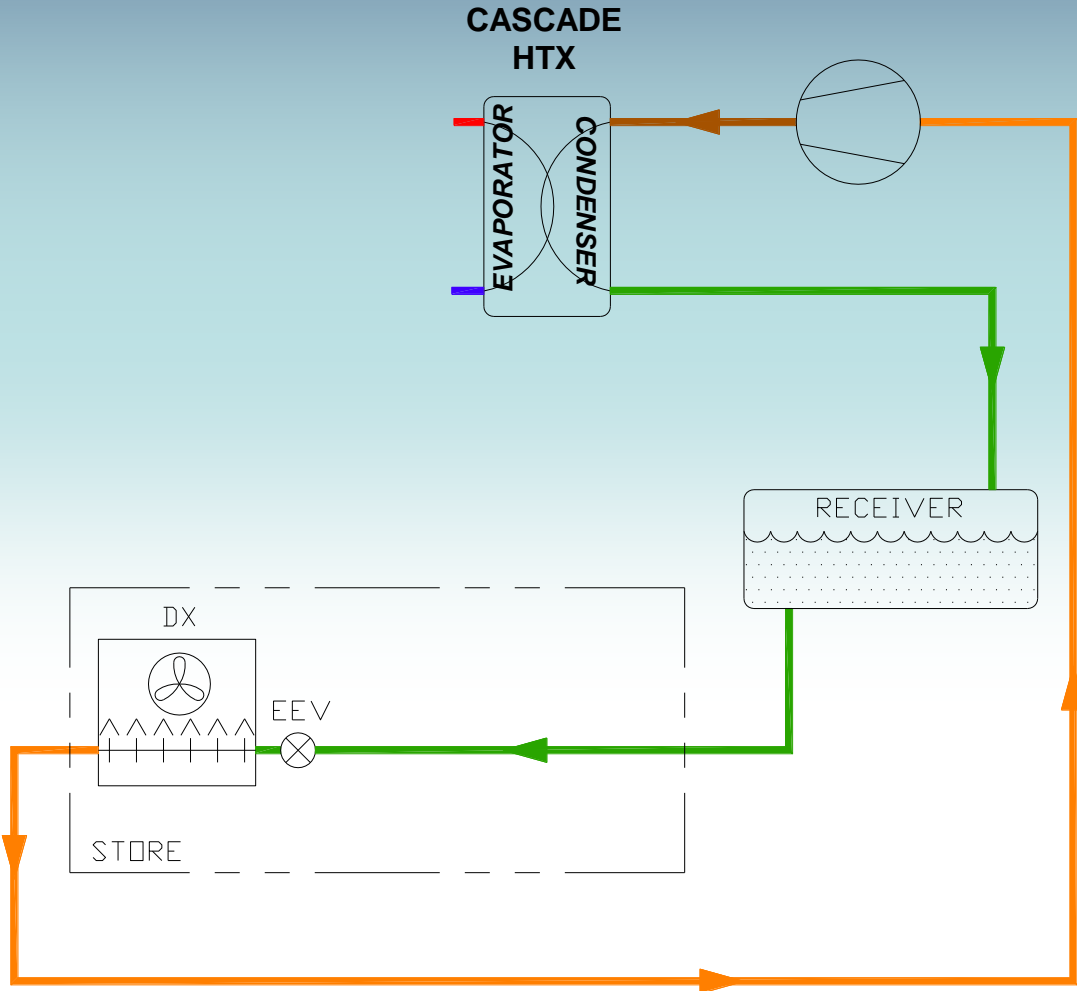 CASCADE
HTX
EVAPORATOR
CONDENSER
RECEIVER
DX
EEV
STORE